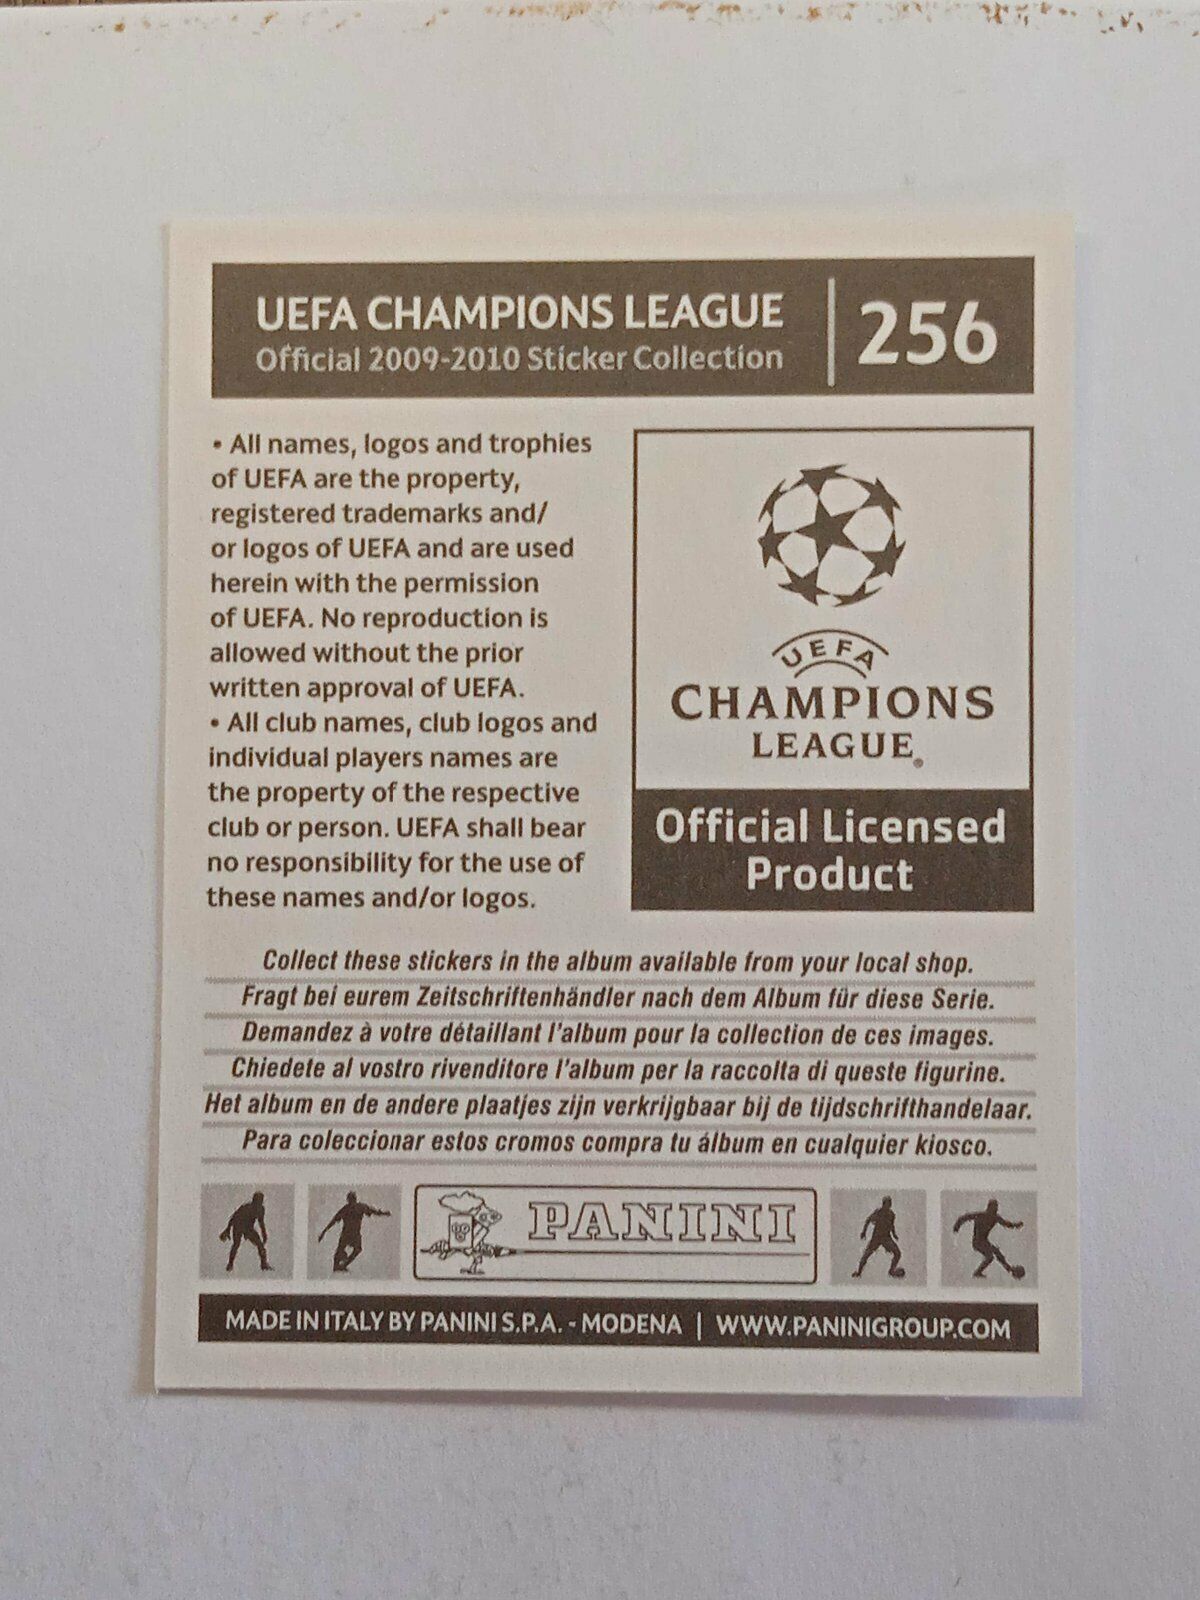 UEFA CHAMPIONS LEAGUE
Official 2009-2010 Sticker Collection
256
• All names, logos and trophies
of UEFA are the property,
registered trademarks and/
or logos of UEFA and are used
herein with the permission
of UEFA. No reproduction is
allowed without the prior
written approval of UEFA.
• All club names, club logos and
individual players names are
the property of the respective
club or person. UEFA shall bear
no responsibility for the use of
these names and/or logos.
UEFA
CHAMPIONS
LEAGUE®
Official Licensed
Product
Collect these stickers in the album available from your local shop.
Fragt bei eurem Zeitschriftenhändler nach dem Album für diese Serie.
Demandez à votre détaillant l'album pour la collection de ces images.
Chiedete al vostro rivenditore l'album per la raccolta di queste figurine.
Het album en de andere plaatjes zijn verkrijgbaar bij de tijdschrifthandelaar.
Para coleccionar estos cromos compra tu álbum en cualquier kiosco.
PANINI
MADE IN ITALY BY PANINI S.P.A. - MODENA | WWW.PANINIGROUP.COM